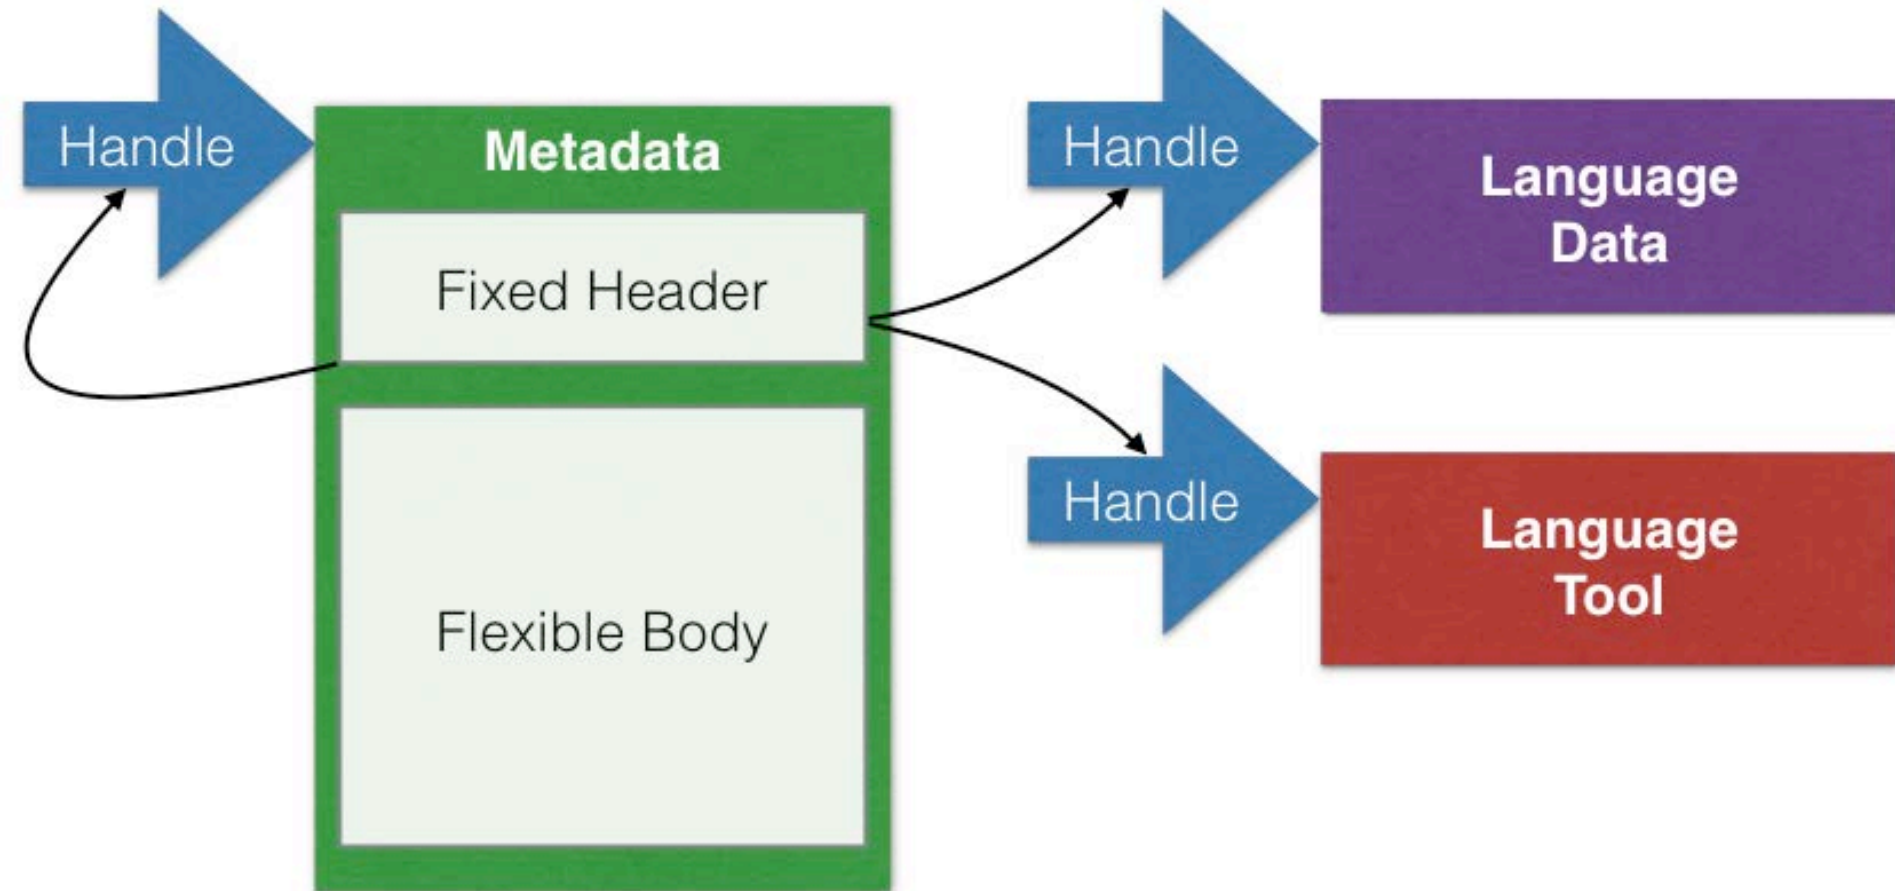 Handle
Metadata
Fixed Header
Flexible Body
Handle
Language
Data
Handle
Language
Tool